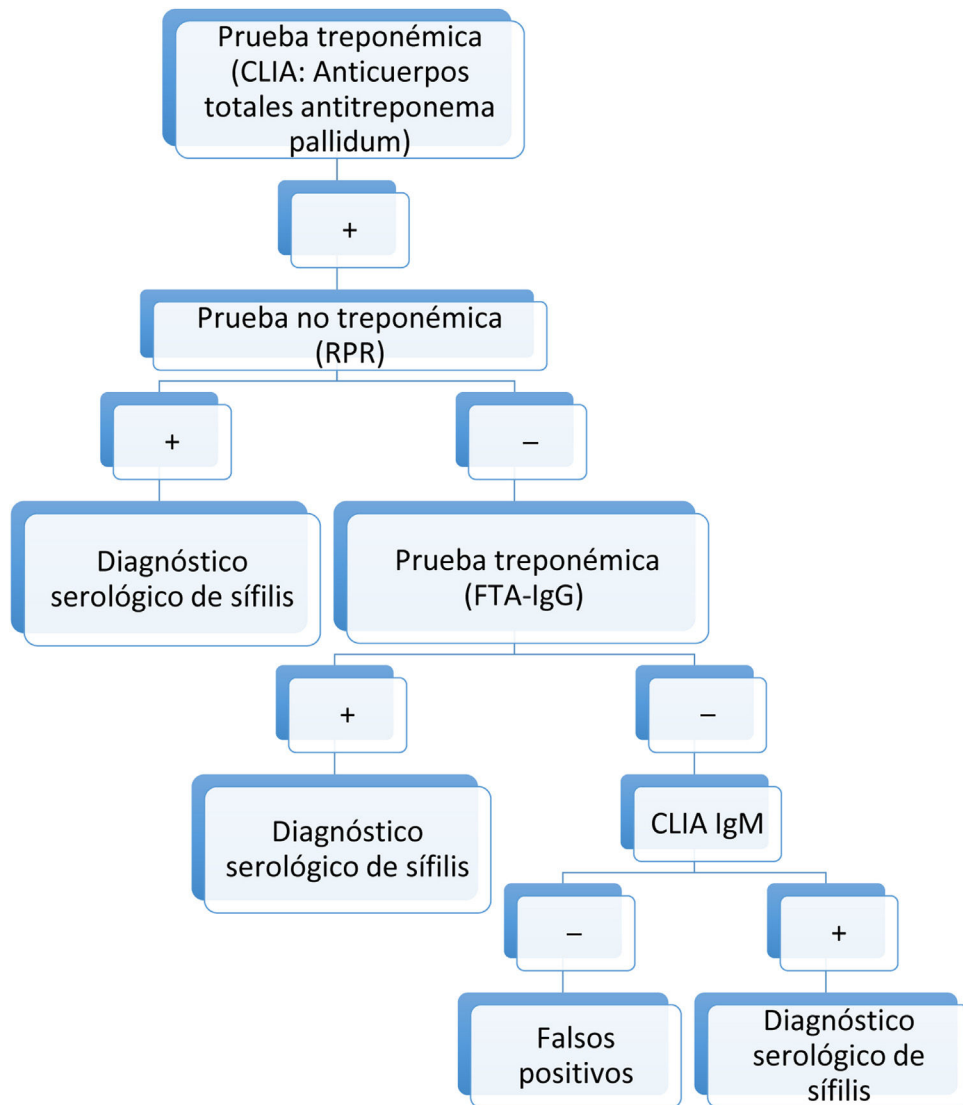 Prueba treponémica
(CLIA: Anticuerpos
totales antitreponema
pallidum)
+
Prueba no treponémica
(RPR)
+
–
Diagnóstico
serológico de sífilis
Prueba treponémica
(FTA-IgG)
+
–
Diagnóstico
serológico de sífilis
CLIA IgM
–
+
Falsos
positivos
Diagnóstico
serológico de
sífilis